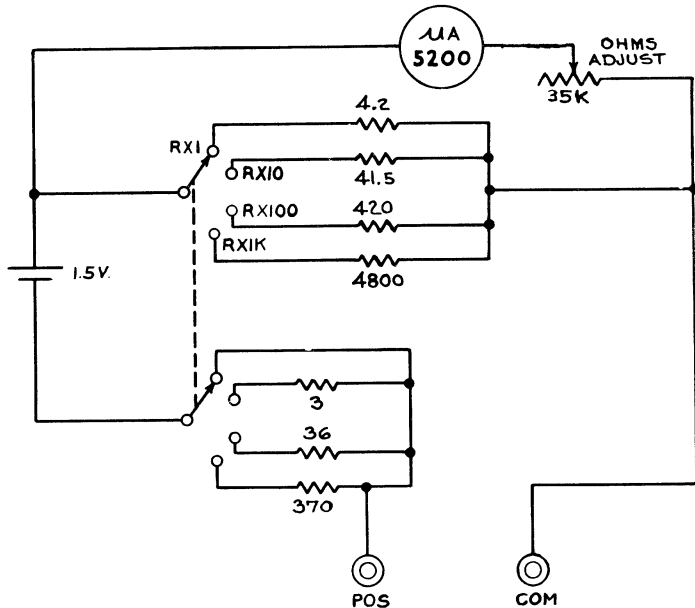 μA
5200
OHMS
ADJUST
35K
4.2
RX1
RX10
41.5
RX100
420
RX1K
4800
1.5V.
3
36
370
POS
COM